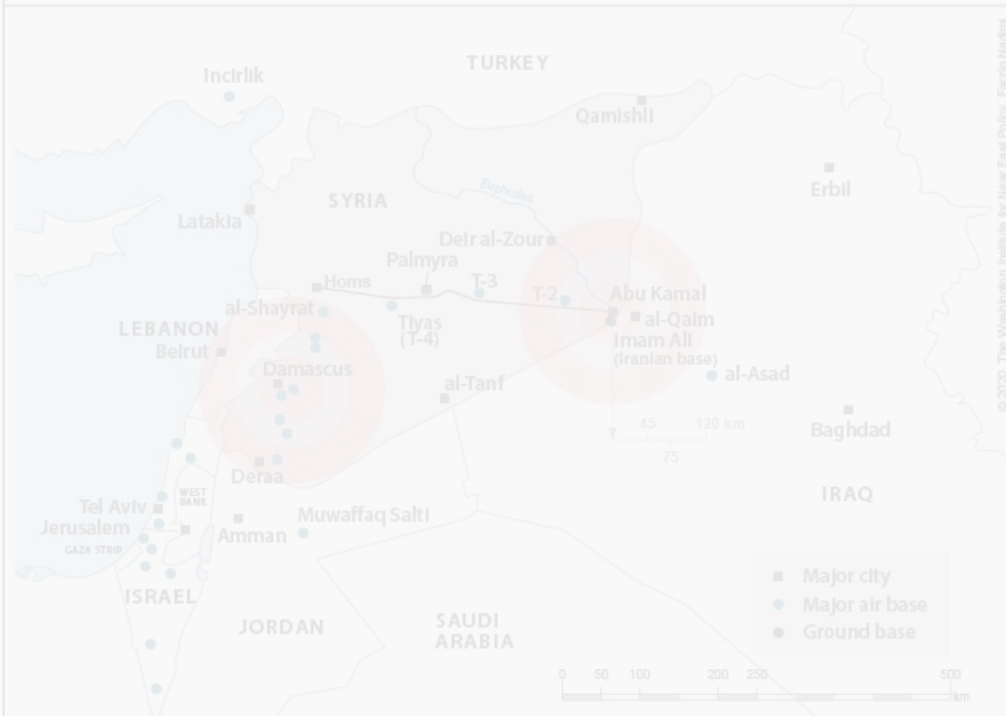 TURKEY
Incirlik
Qamishli
Erbil
Euphrates
SYRIA
Latakia
Deir al-Zour
Palmyra
Homs
T-3
T-2
Abu Kamal
al-Shayrat
Tiyas
(T-4)
al-Qaim
LEBANON
Imam Ali
(Iranian base)
Beirut
Damascus
al-Asad
al-Tanf
45
120 km
Baghdad
75
Deraa
IRAQ
WEST
BANK
Tel Aviv
Muwaffaq Salti
Jerusalem
Amman
GAZA STRIP
ISRAEL
JORDAN
SAUDI
ARABIA
Major city
Major air base
Ground base
0 50 100 200 250 500
km
© 2020 The Washington Institute for Near East Policy, Farzin Nadimi